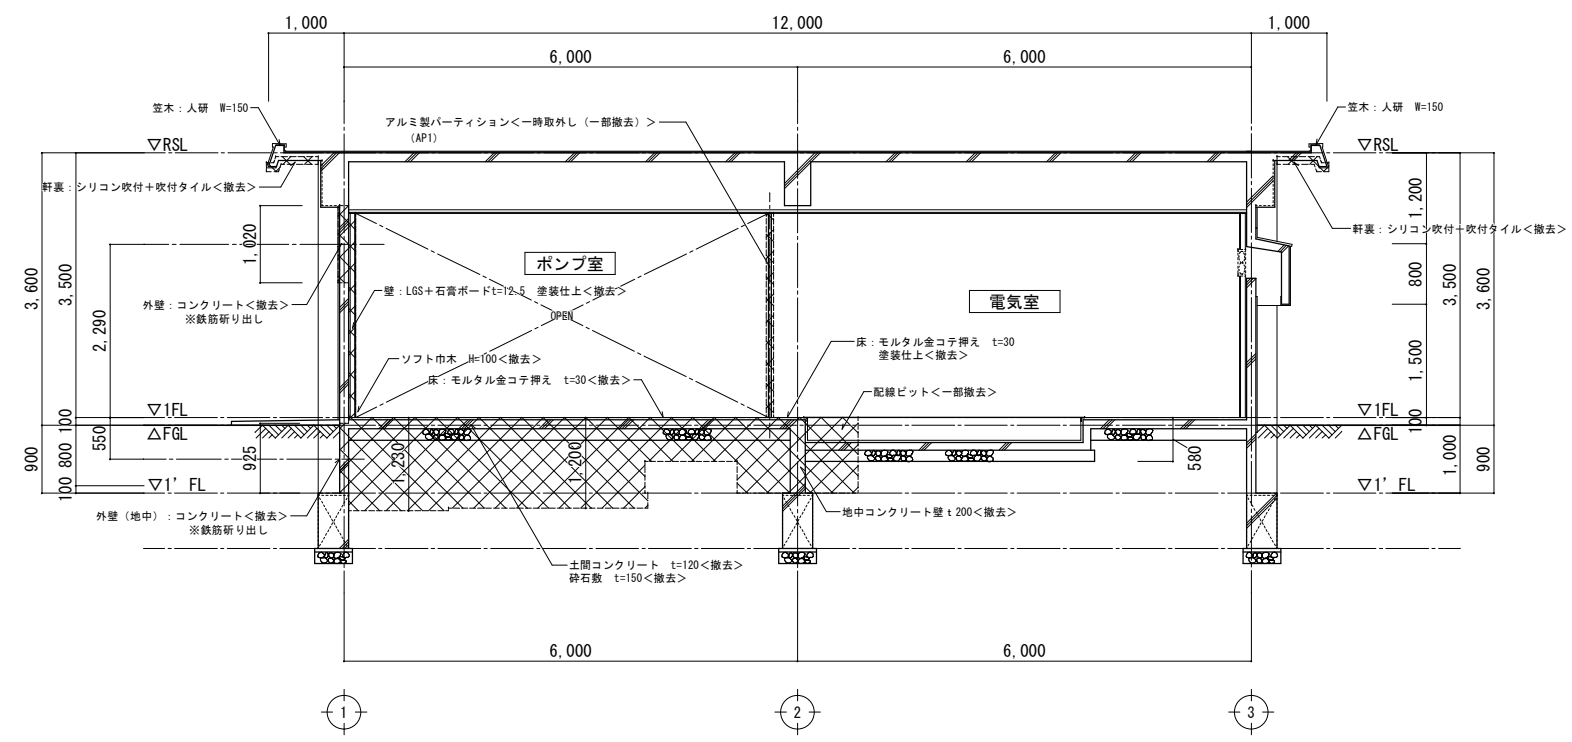 1,000
12,000
1,000
6,000
6,000
笠木：人研　W=150
笠木：人研　W=150
アルミ製パーティション＜一時取外し（一部撤去）＞
（AP1）
▽RSL
▽RSL
軒裏：シリコン吹付＋吹付タイル＜撤去＞
軒裏：シリコン吹付＋吹付タイル＜撤去＞
1,020
1,200
800
1,500
100
3,500
3,600
3,600
3,500
2,290
ポンプ室
電気室
外壁：コンクリート＜撤去＞
※鉄筋斫り出し
壁：LGS＋石膏ボードt=12.5　塗装仕上＜撤去＞
OPEN
ソフト巾木　H=100＜撤去＞
床：モルタル金コテ押え　t=30＜撤去＞
床：モルタル金コテ押え　t=30
塗装仕上＜撤去＞
配線ピット＜一部撤去＞
▽1FL
▽1FL
△FGL
△FGL
100
550
900
800
100
925
1,230
1,200
580
1,000
900
▽1' FL
▽1' FL
外壁（地中）：コンクリート＜撤去＞
※鉄筋斫り出し
地中コンクリート壁ｔ200＜撤去＞
土間コンクリート　t=120＜撤去＞
砕石敷　t=150＜撤去＞
6,000
6,000
1
2
3